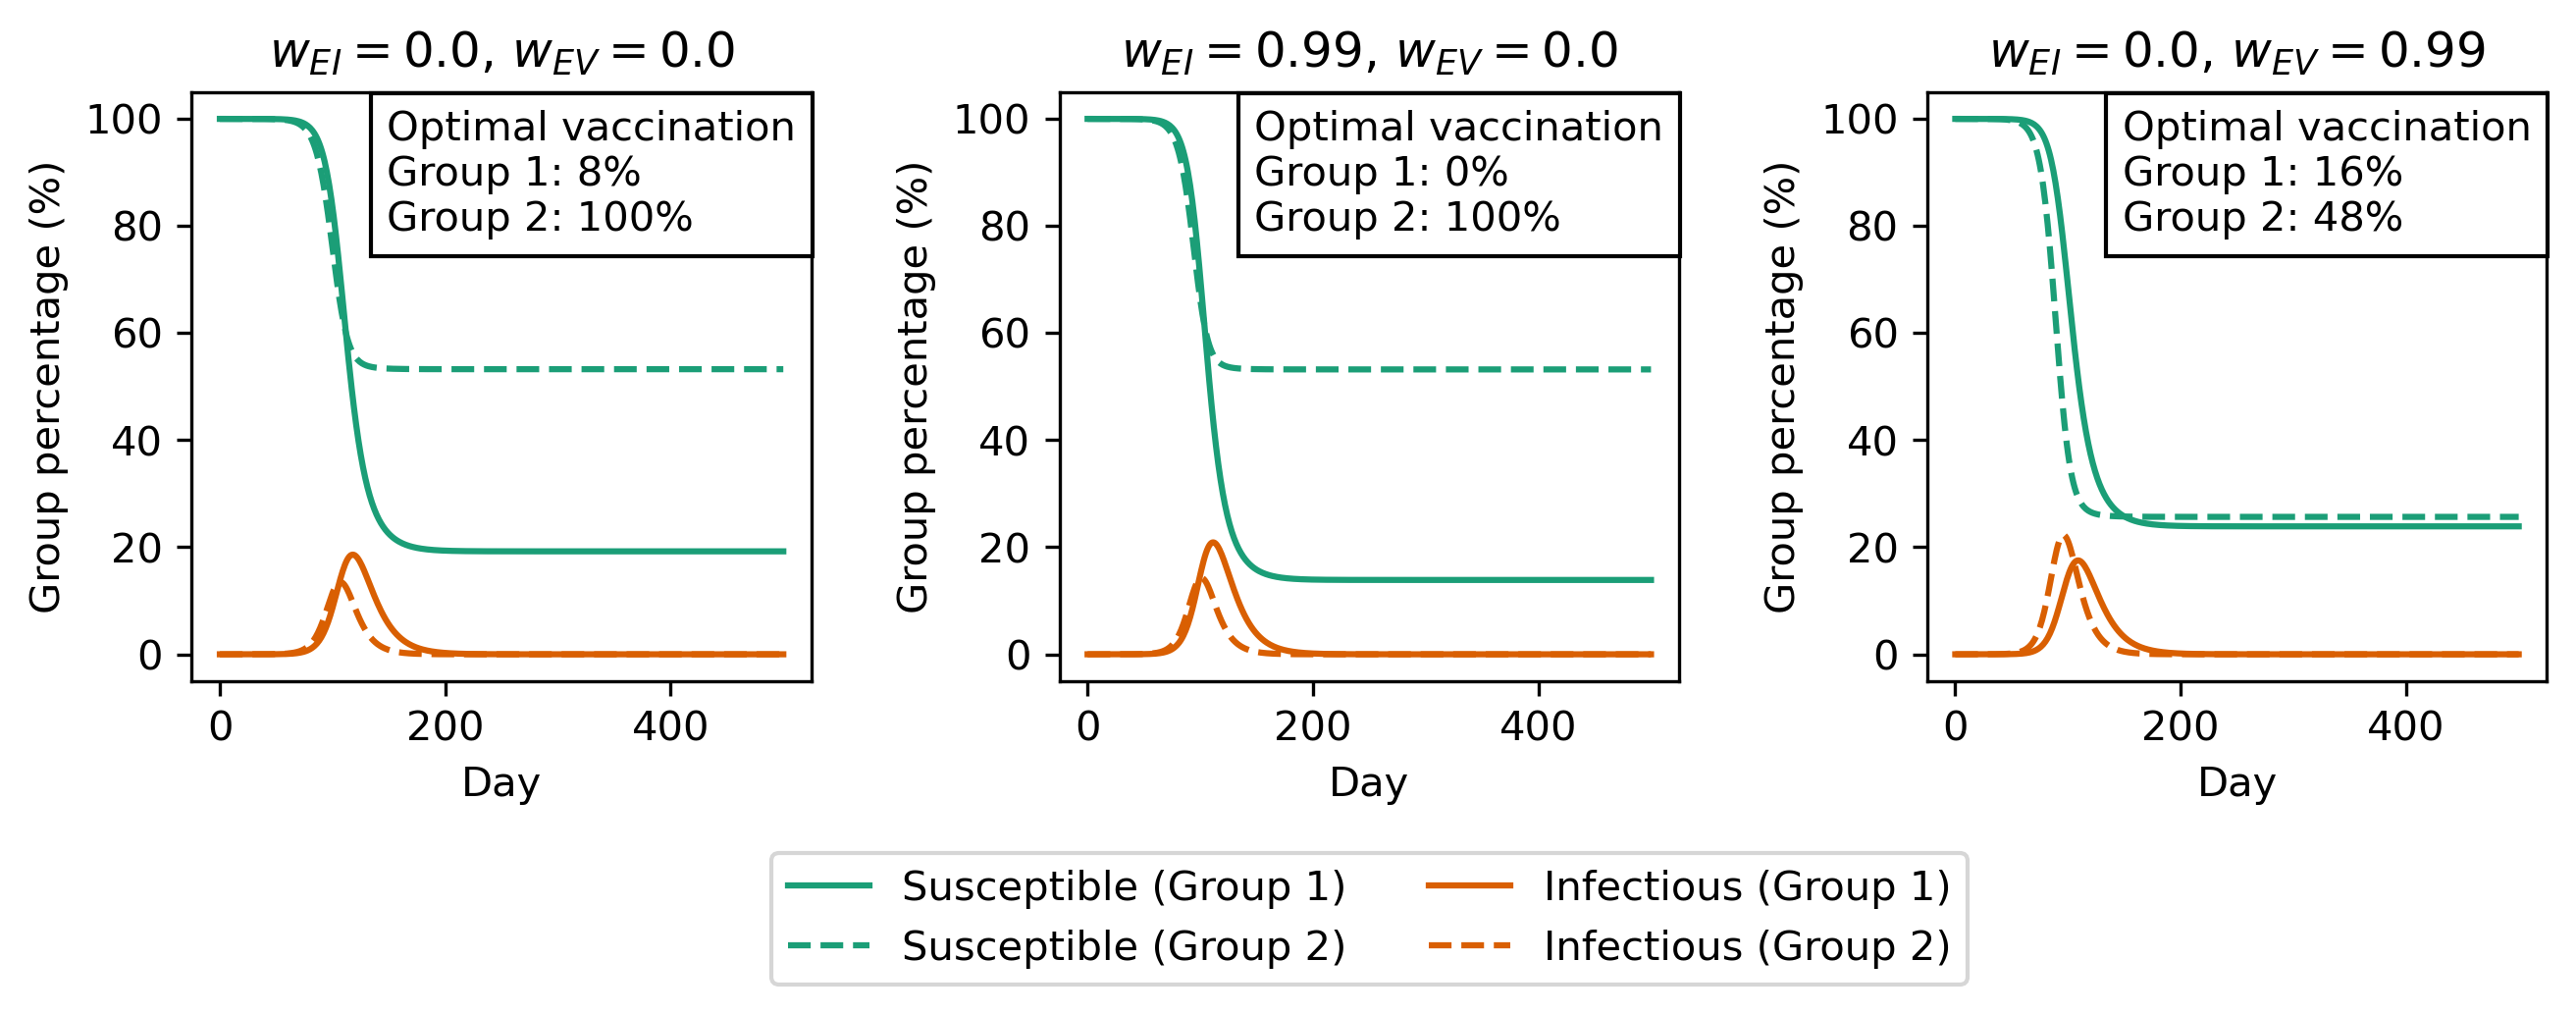 w_EI = 0.0, w_EV = 0.0
Group percentage (%)
100
80
60
40
20
0
Optimal vaccination
Group 1: 8%
Group 2: 100%
0 200 400
Day
w_EI = 0.99, w_EV = 0.0
Group percentage (%)
100
80
60
40
20
0
Optimal vaccination
Group 1: 0%
Group 2: 100%
0 200 400
Day
w_EI = 0.0, w_EV = 0.99
Group percentage (%)
100
80
60
40
20
0
Optimal vaccination
Group 1: 16%
Group 2: 48%
0 200 400
Day
Susceptible (Group 1)
Susceptible (Group 2)
Infectious (Group 1)
Infectious (Group 2)